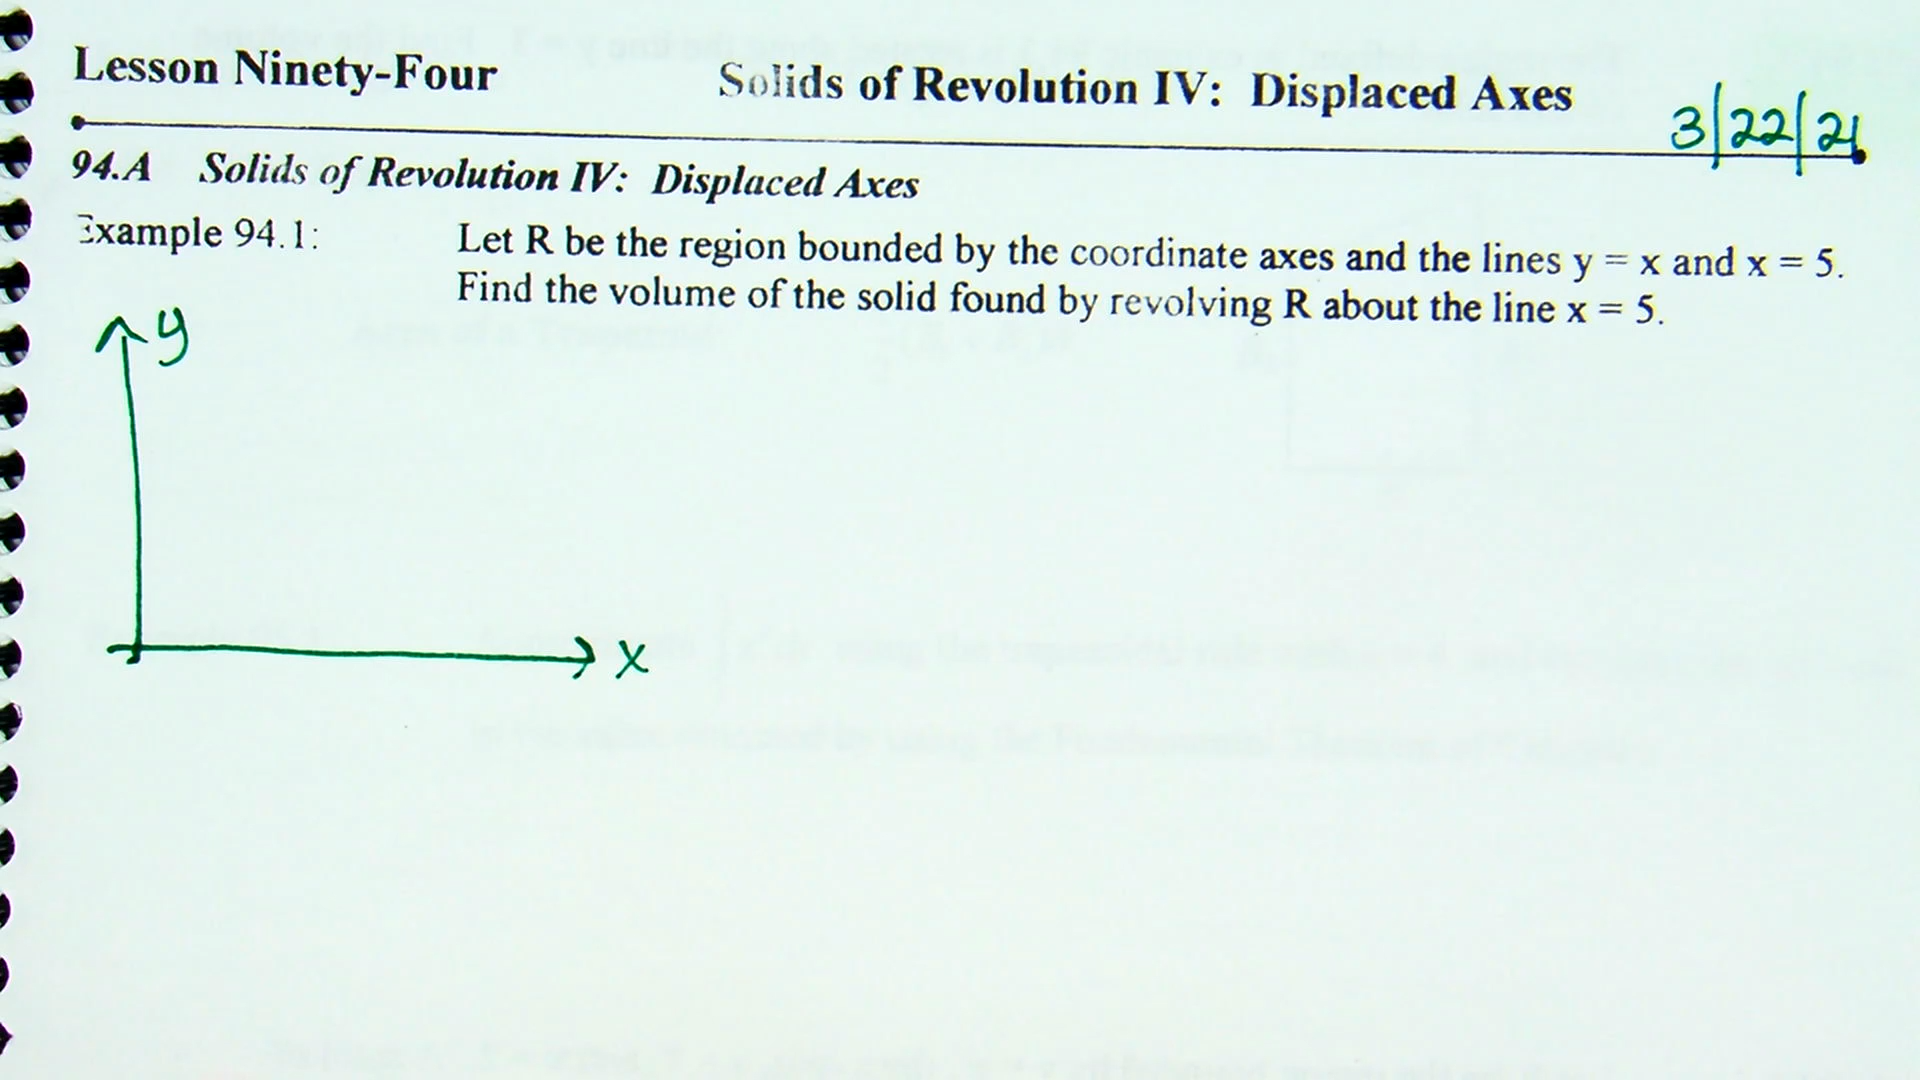 Lesson Ninety-Four Solids of Revolution IV: Displaced Axes
3/22/21
94.A Solids of Revolution IV: Displaced Axes
Example 94.1: Let R be the region bounded by the coordinate axes and the lines y = x and x = 5.
Find the volume of the solid found by revolving R about the line x = 5.
y
x